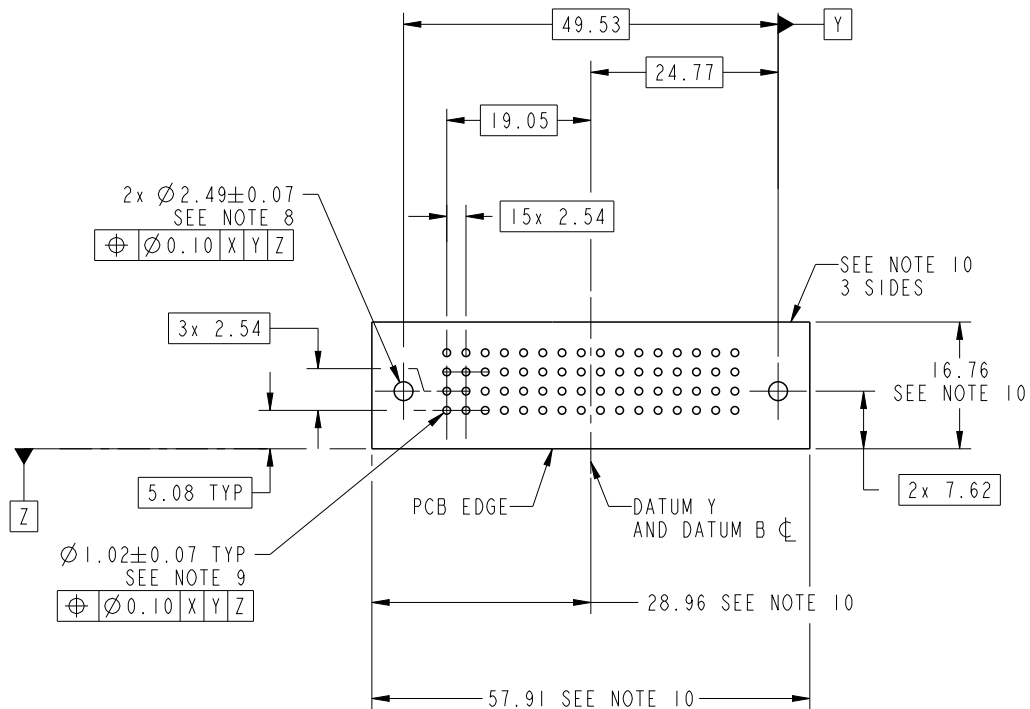 49.53
Y
24.77
19.05
2x Ø2.49±0.07
SEE NOTE 8
⌖ Ø0.10 X Y Z
15x 2.54
SEE NOTE 10
3 SIDES
3x 2.54
16.76
SEE NOTE 10
5.08 TYP
Z
PCB EDGE
DATUM Y
AND DATUM B ℄
2x 7.62
Ø1.02±0.07 TYP
SEE NOTE 9
⌖ Ø0.10 X Y Z
28.96 SEE NOTE 10
57.91 SEE NOTE 10